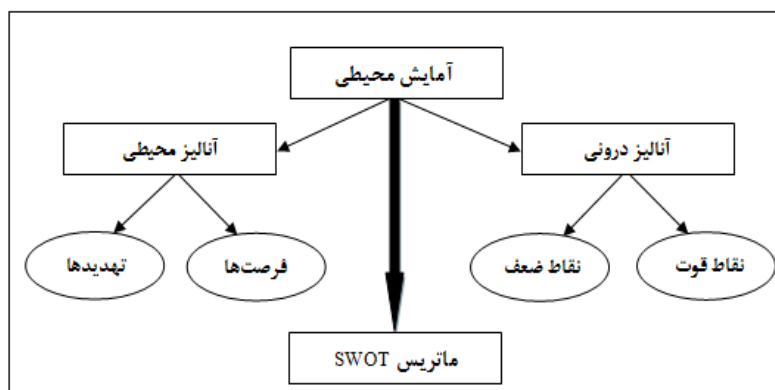 آمایش محیطی
آنالیز درونی
آنالیز محیطی
نقاط قوت
نقاط ضعف
فرصت‌ها
تهدیدها
ماتریس SWOT